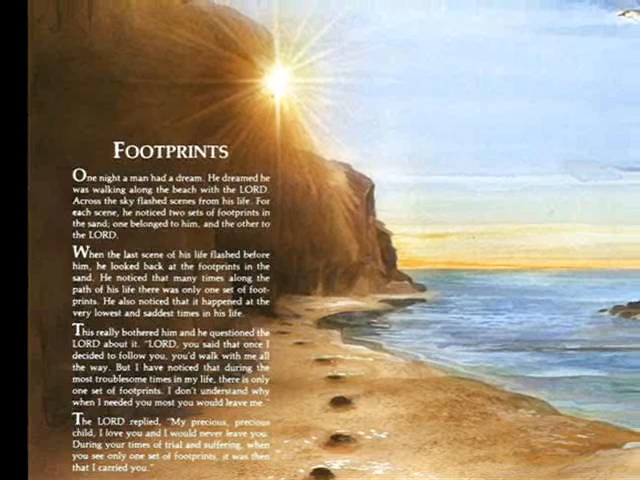 FOOTPRINTS
One night a man had a dream. He dreamed he
was walking along the beach with the LORD.
Across the sky flashed scenes from his life. For
each scene, he noticed two sets of footprints in
the sand; one belonged to him, and the other to
the LORD.
When the last scene of his life flashed before
him, he looked back at the footprints in the
sand. He noticed that many times along the
path of his life there was only one set of foot-
prints. He also noticed that it happened at the
very lowest and saddest times in his life.
This really bothered him and he questioned the
LORD about it. "LORD, you said that once I
decided to follow you, you'd walk with me all
the way. But I have noticed that during the
most troublesome times in my life, there is only
one set of footprints. I don't understand why
when I needed you most you would leave me."
The LORD replied, "My precious, precious
child, I love you and I would never leave you.
During your times of trial and suffering, when
you see only one set of footprints, it was then
that I carried you."